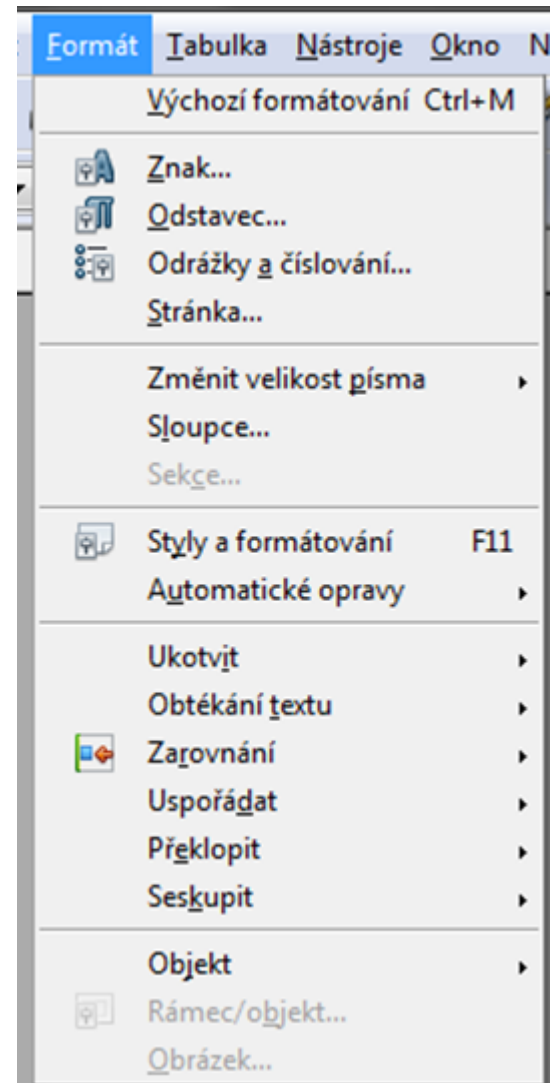 Formát Tabulka Nástroje Okno N
Výchozí formátování Ctrl+M
Znak...
Odstavec...
Odrážky a číslování...
Stránka...
Změnit velikost písma
Sloupce...
Sekce...
Styly a formátování F11
Automatické opravy
Ukotvit
Obtékání textu
Zarovnání
Uspořádat
Překlopit
Seskupit
Objekt
Rámec/objekt...
Obrázek...